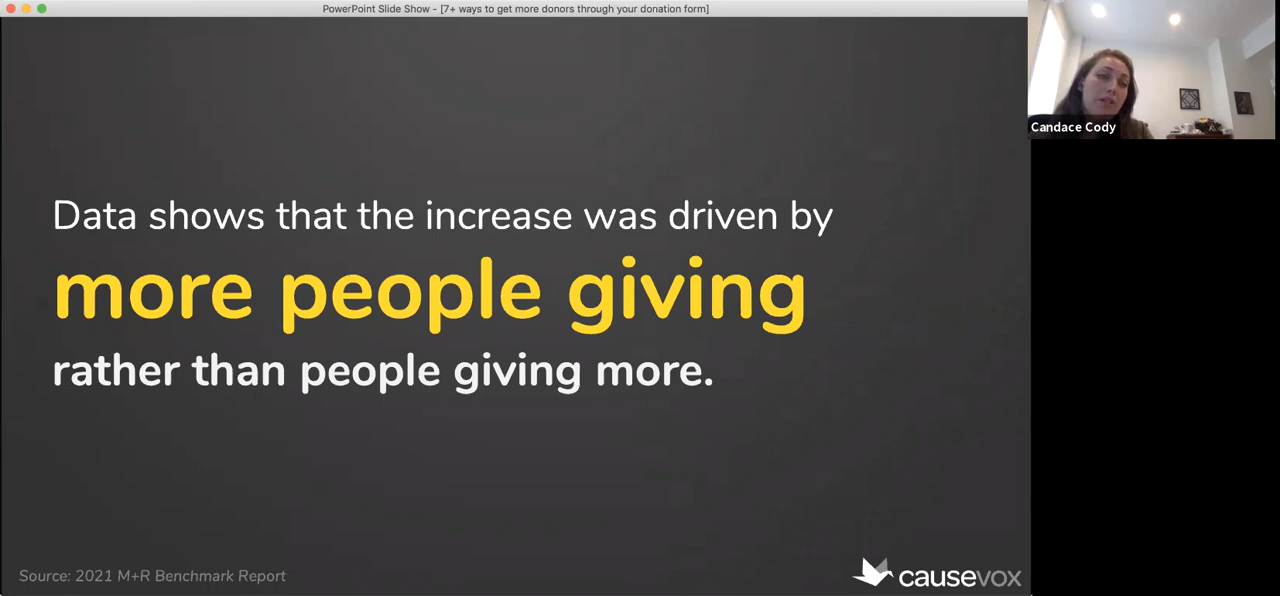 PowerPoint Slide Show - [7+ ways to get more donors through your donation form]
Candace Cody
Data shows that the increase was driven by
more people giving
rather than people giving more.
Source: 2021 M+R Benchmark Report
causevox